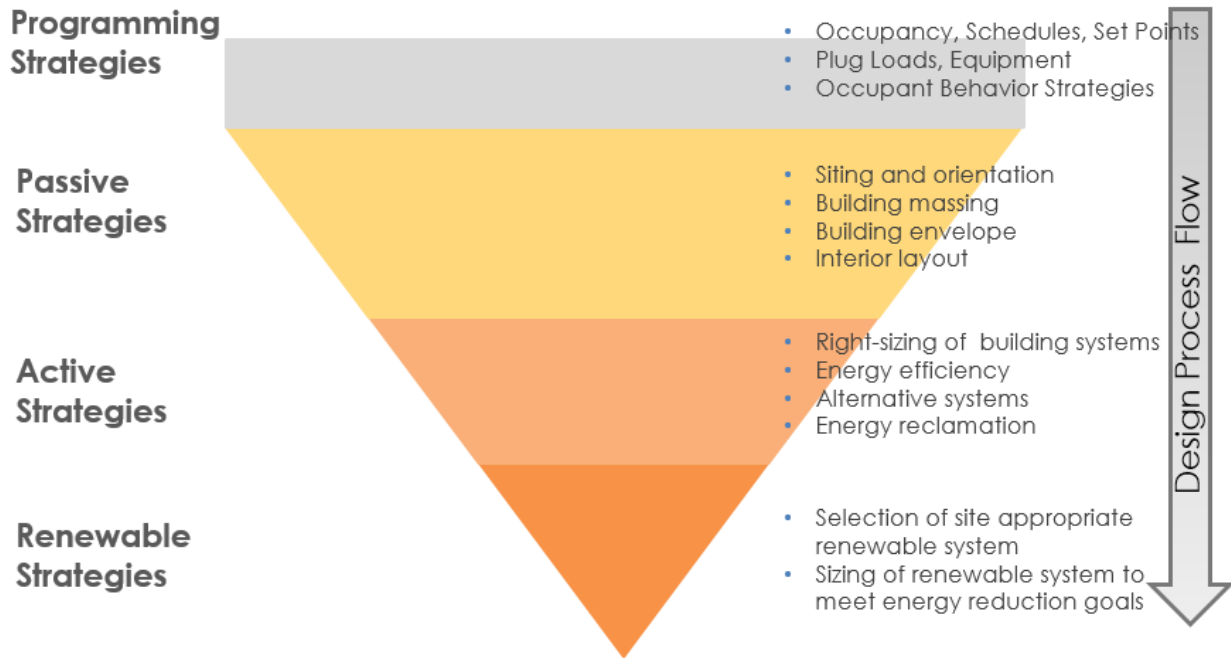 Programming
Strategies
• Occupancy, Schedules, Set Points
• Plug Loads, Equipment
• Occupant Behavior Strategies
Passive
Strategies
• Siting and orientation
• Building massing
• Building envelope
• Interior layout
Active
Strategies
• Right-sizing of building systems
• Energy efficiency
• Alternative systems
• Energy reclamation
Renewable
Strategies
• Selection of site appropriate
renewable system
• Sizing of renewable system to
meet energy reduction goals
Design Process Flow